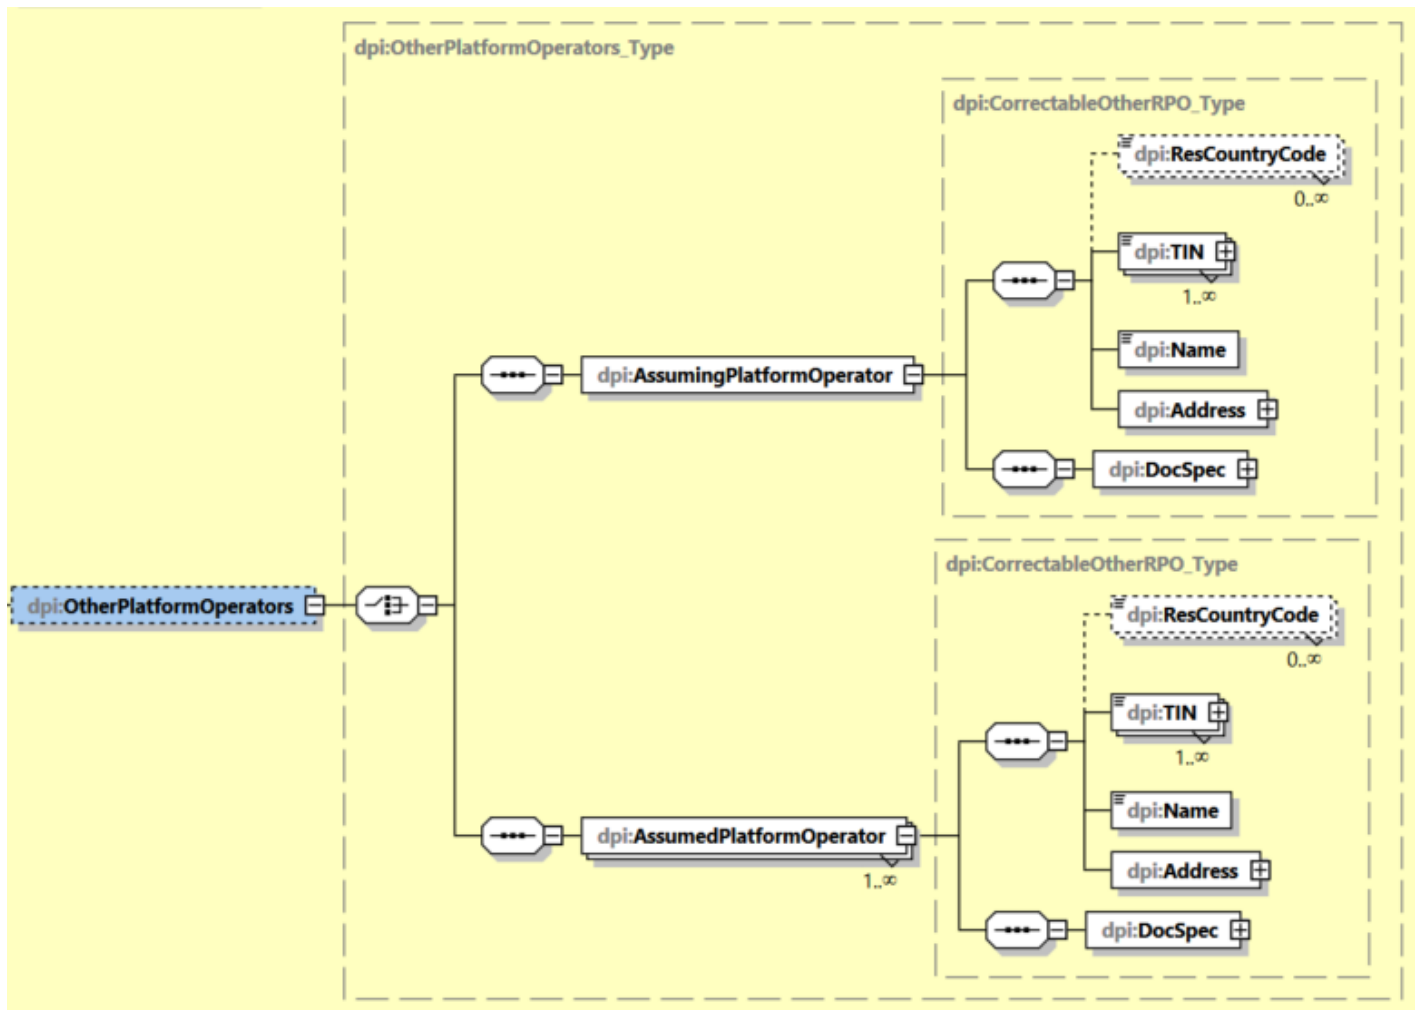 dpi:OtherPlatformOperators_Type
dpi:CorrectableOtherRPO_Type
dpi:ResCountryCode
0..∞
dpi:TIN
1..∞
dpi:Name
dpi:AssumingPlatformOperator
dpi:Address
dpi:DocSpec
dpi:CorrectableOtherRPO_Type
dpi:OtherPlatformOperators
dpi:ResCountryCode
0..∞
dpi:TIN
1..∞
dpi:Name
dpi:AssumedPlatformOperator
1..∞
dpi:Address
dpi:DocSpec